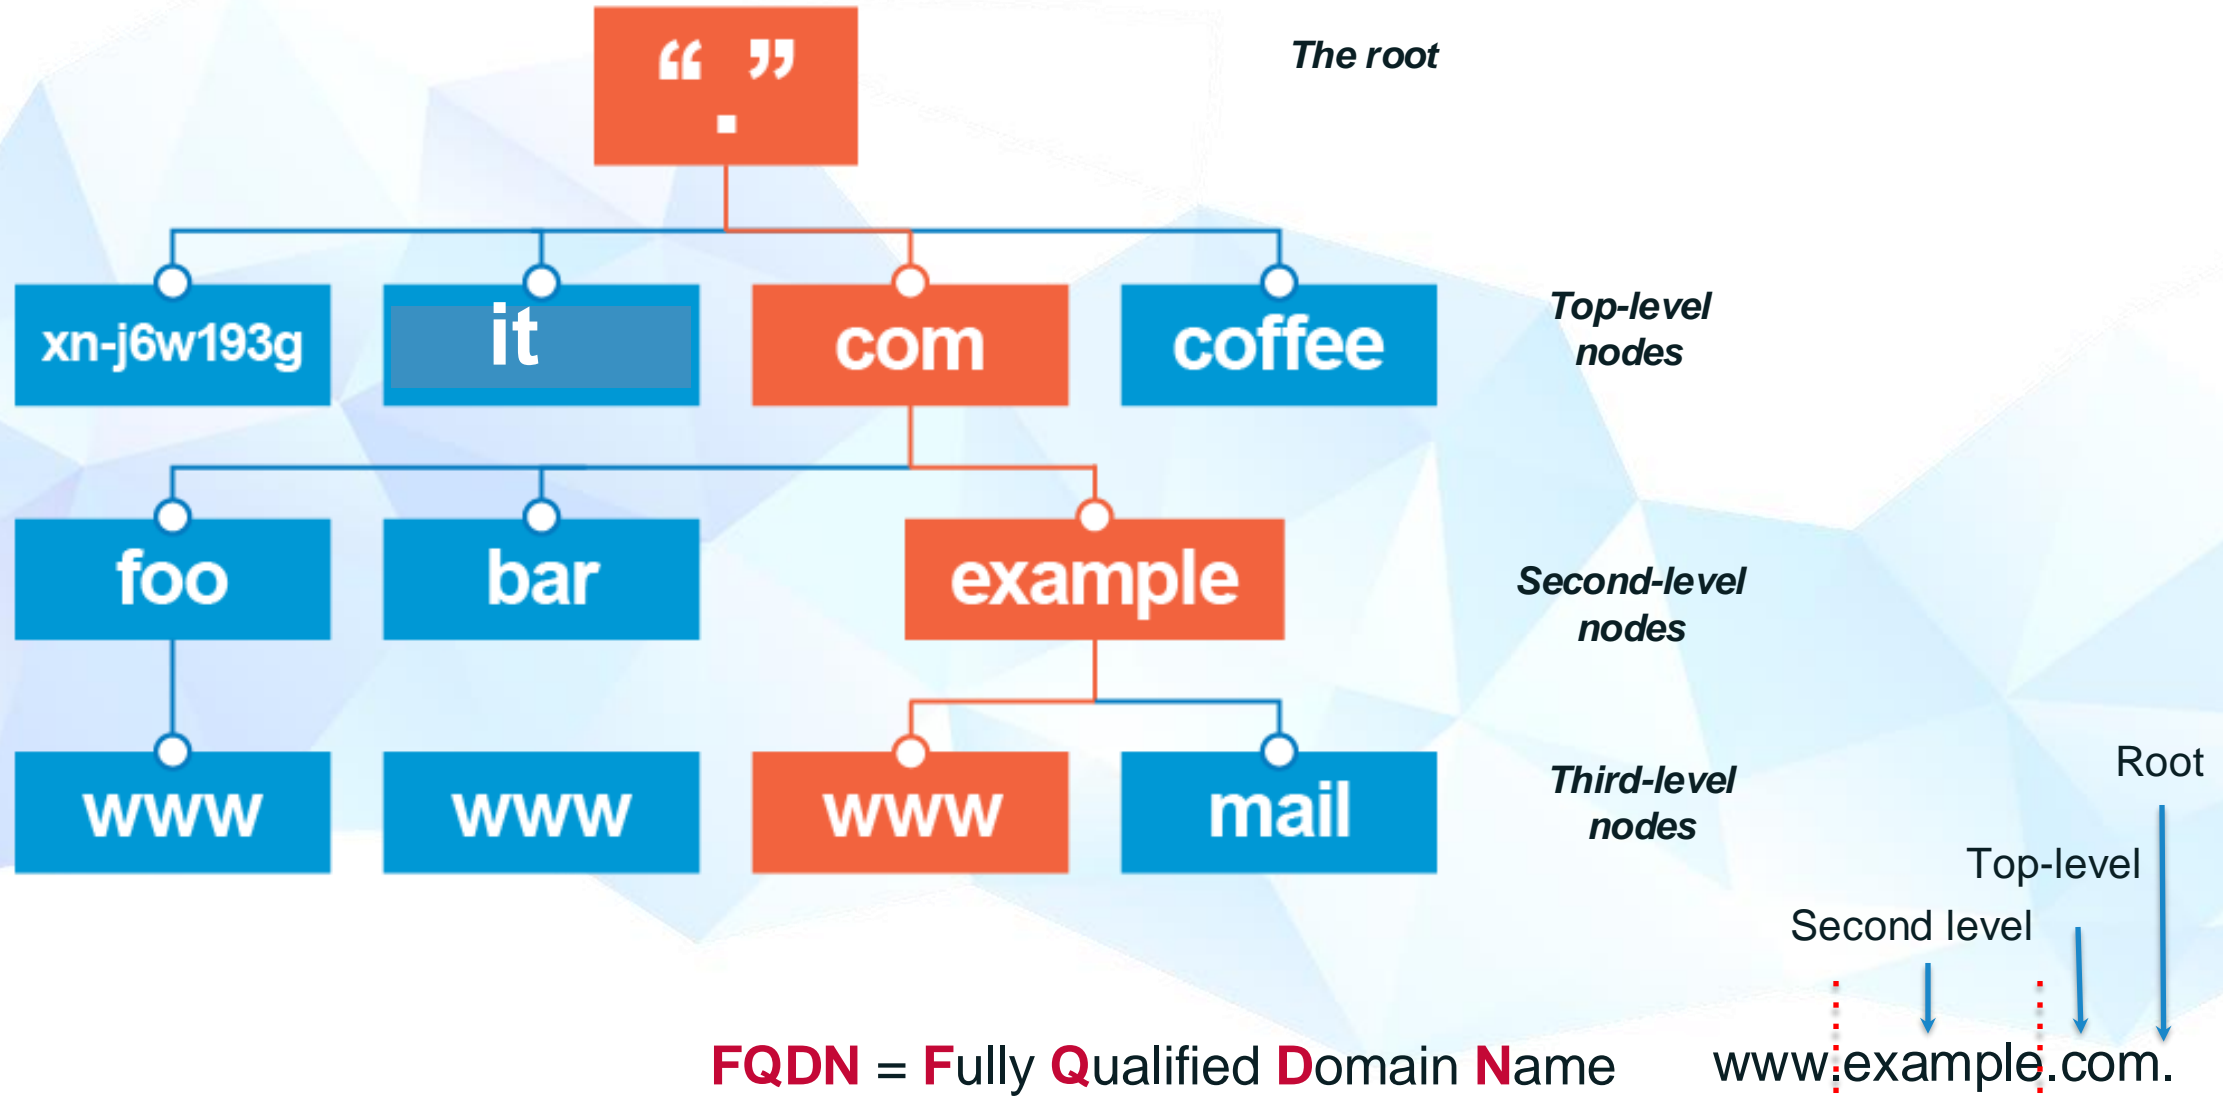 “.”
The root
xn-j6w193g
it
com
coffee
Top-level
nodes
foo
bar
example
Second-level
nodes
www
www
www
mail
Third-level
nodes
Root
Top-level
Second level
FQDN = Fully Qualified Domain Name
www.example.com.